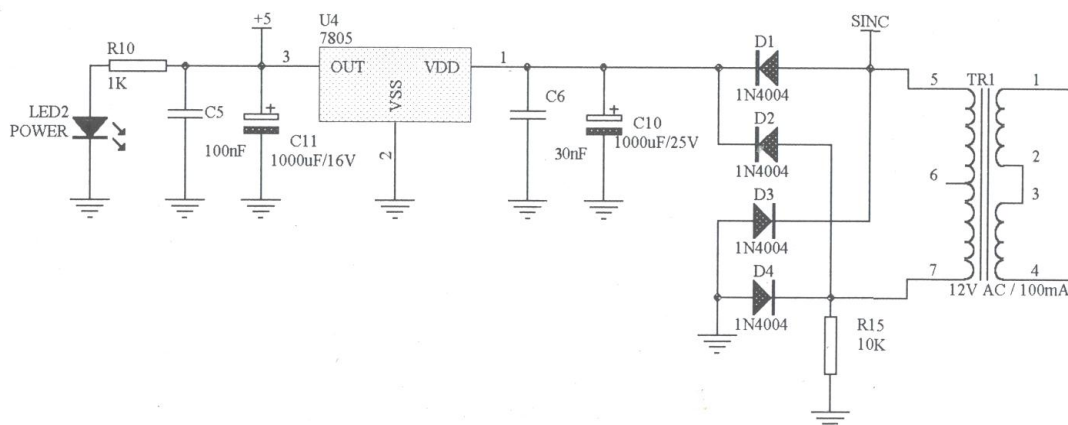 +5
U4
7805
R10
1K
3
OUT
VDD
VSS
1
2
LED2
POWER
C5
100nF
C11
1000uF/16V
C6
30nF
C10
1000uF/25V
SINC
D1
1N4004
D2
1N4004
D3
1N4004
D4
1N4004
R15
10K
5
TR1
1
2
6
3
7
4
12V AC / 100mA